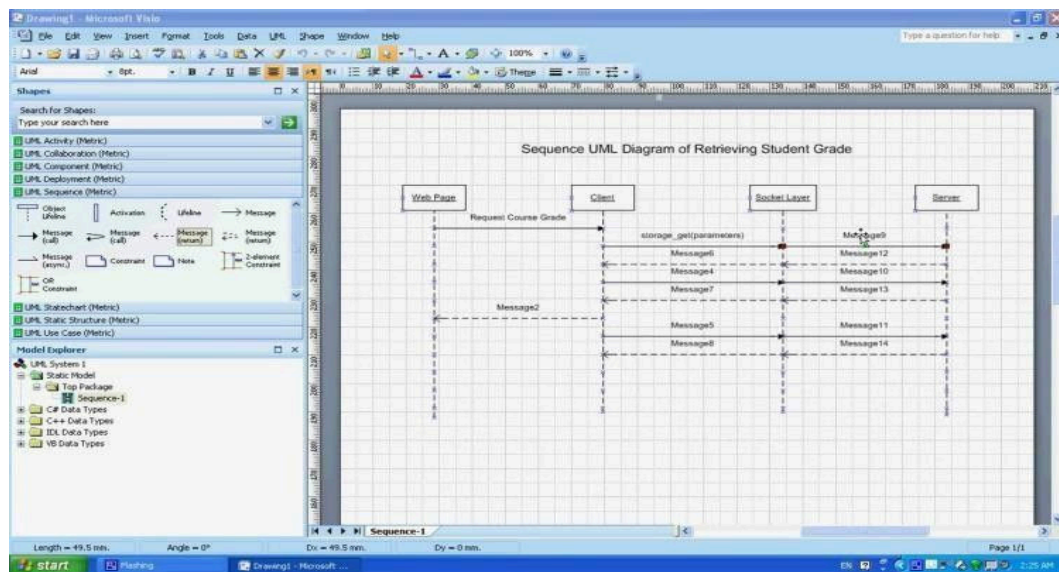 Drawing1 - Microsoft Visio
File Edit View Insert Format Tools Data UML Shape Window Help
Type a question for help
100%
Arial 8pt. B I U Theme
Shapes
Search for Shapes:
Type your search here
UML Activity (Metric)
UML Collaboration (Metric)
UML Component (Metric)
UML Deployment (Metric)
UML Sequence (Metric)
Object Lifeline Activation Lifeline Message
Message (call) Message (call) Message (return) Message (return)
Message (async.) Constraint Note 2-element Constraint
OR Constraint
UML Statechart (Metric)
UML Static Structure (Metric)
UML Use Case (Metric)
Model Explorer
UML System 1
Static Model
Top Package
Sequence-1
C# Data Types
C++ Data Types
IDL Data Types
VB Data Types
Sequence UML Diagram of Retrieving Student Grade
Web Page Client Socket Layer Server
Request Course Grade
storage_get(parameters) Message9
Message6 Message12
Message4 Message10
Message7 Message13
Message2
Message5 Message11
Message8 Message14
Sequence-1
Length = 49.5 mm. Angle = 0° Dx = 49.5 mm. Dy = 0 mm. Page 1/1
start Flashing Drawing1 - Microsoft ... EN 2:25 AM